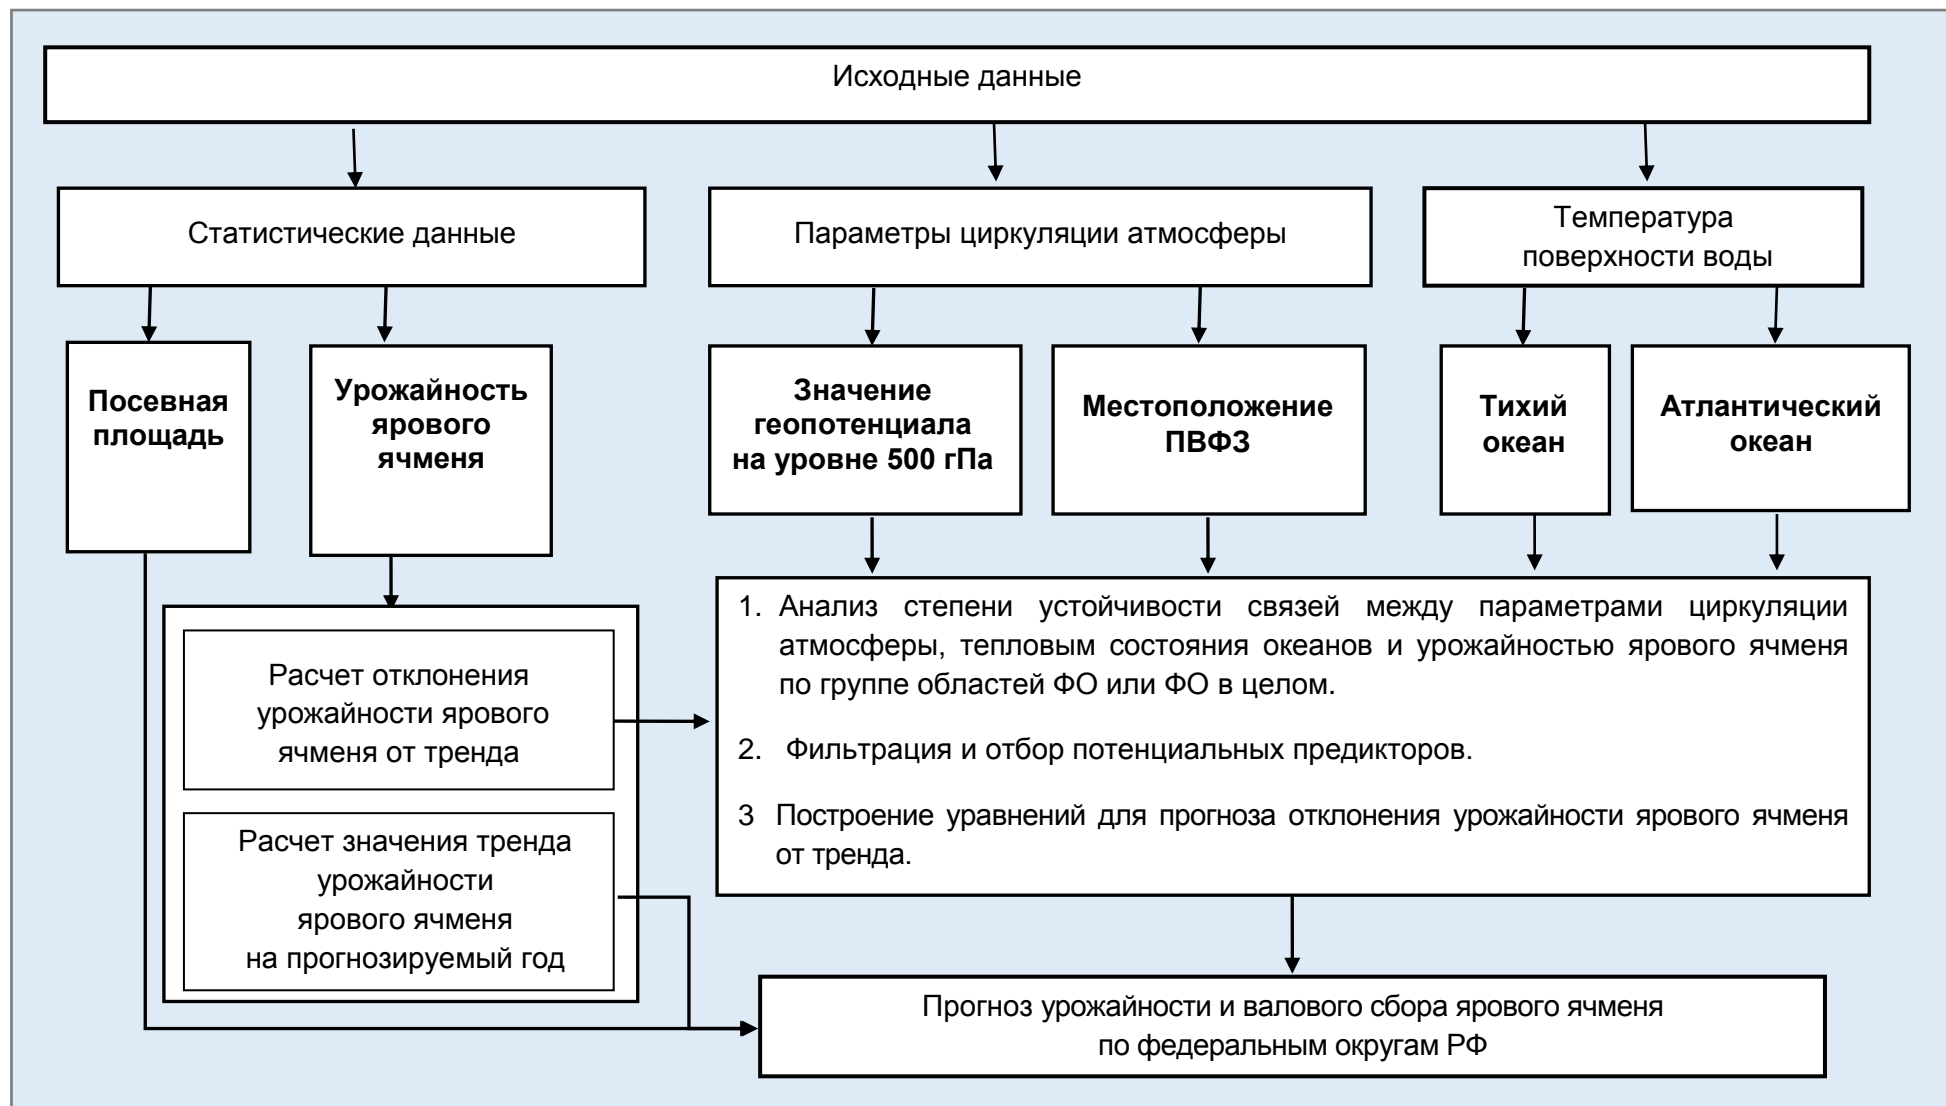 Исходные данные
Статистические данные
Параметры циркуляции атмосферы
Температура
поверхности воды
Посевная
площадь
Урожайность
ярового
ячменя
Значение
геопотенциала
на уровне 500 гПа
Местоположение
ПВФЗ
Тихий
океан
Атлантический
океан
Расчет отклонения
урожайности ярового
ячменя от тренда
Расчет значения тренда
урожайности
ярового ячменя
на прогнозируемый год
1. Анализ степени устойчивости связей между параметрами циркуляции
атмосферы, тепловым состояния океанов и урожайностью ярового ячменя
по группе областей ФО или ФО в целом.
2. Фильтрация и отбор потенциальных предикторов.
3 Построение уравнений для прогноза отклонения урожайности ярового ячменя
от тренда.
Прогноз урожайности и валового сбора ярового ячменя
по федеральным округам РФ